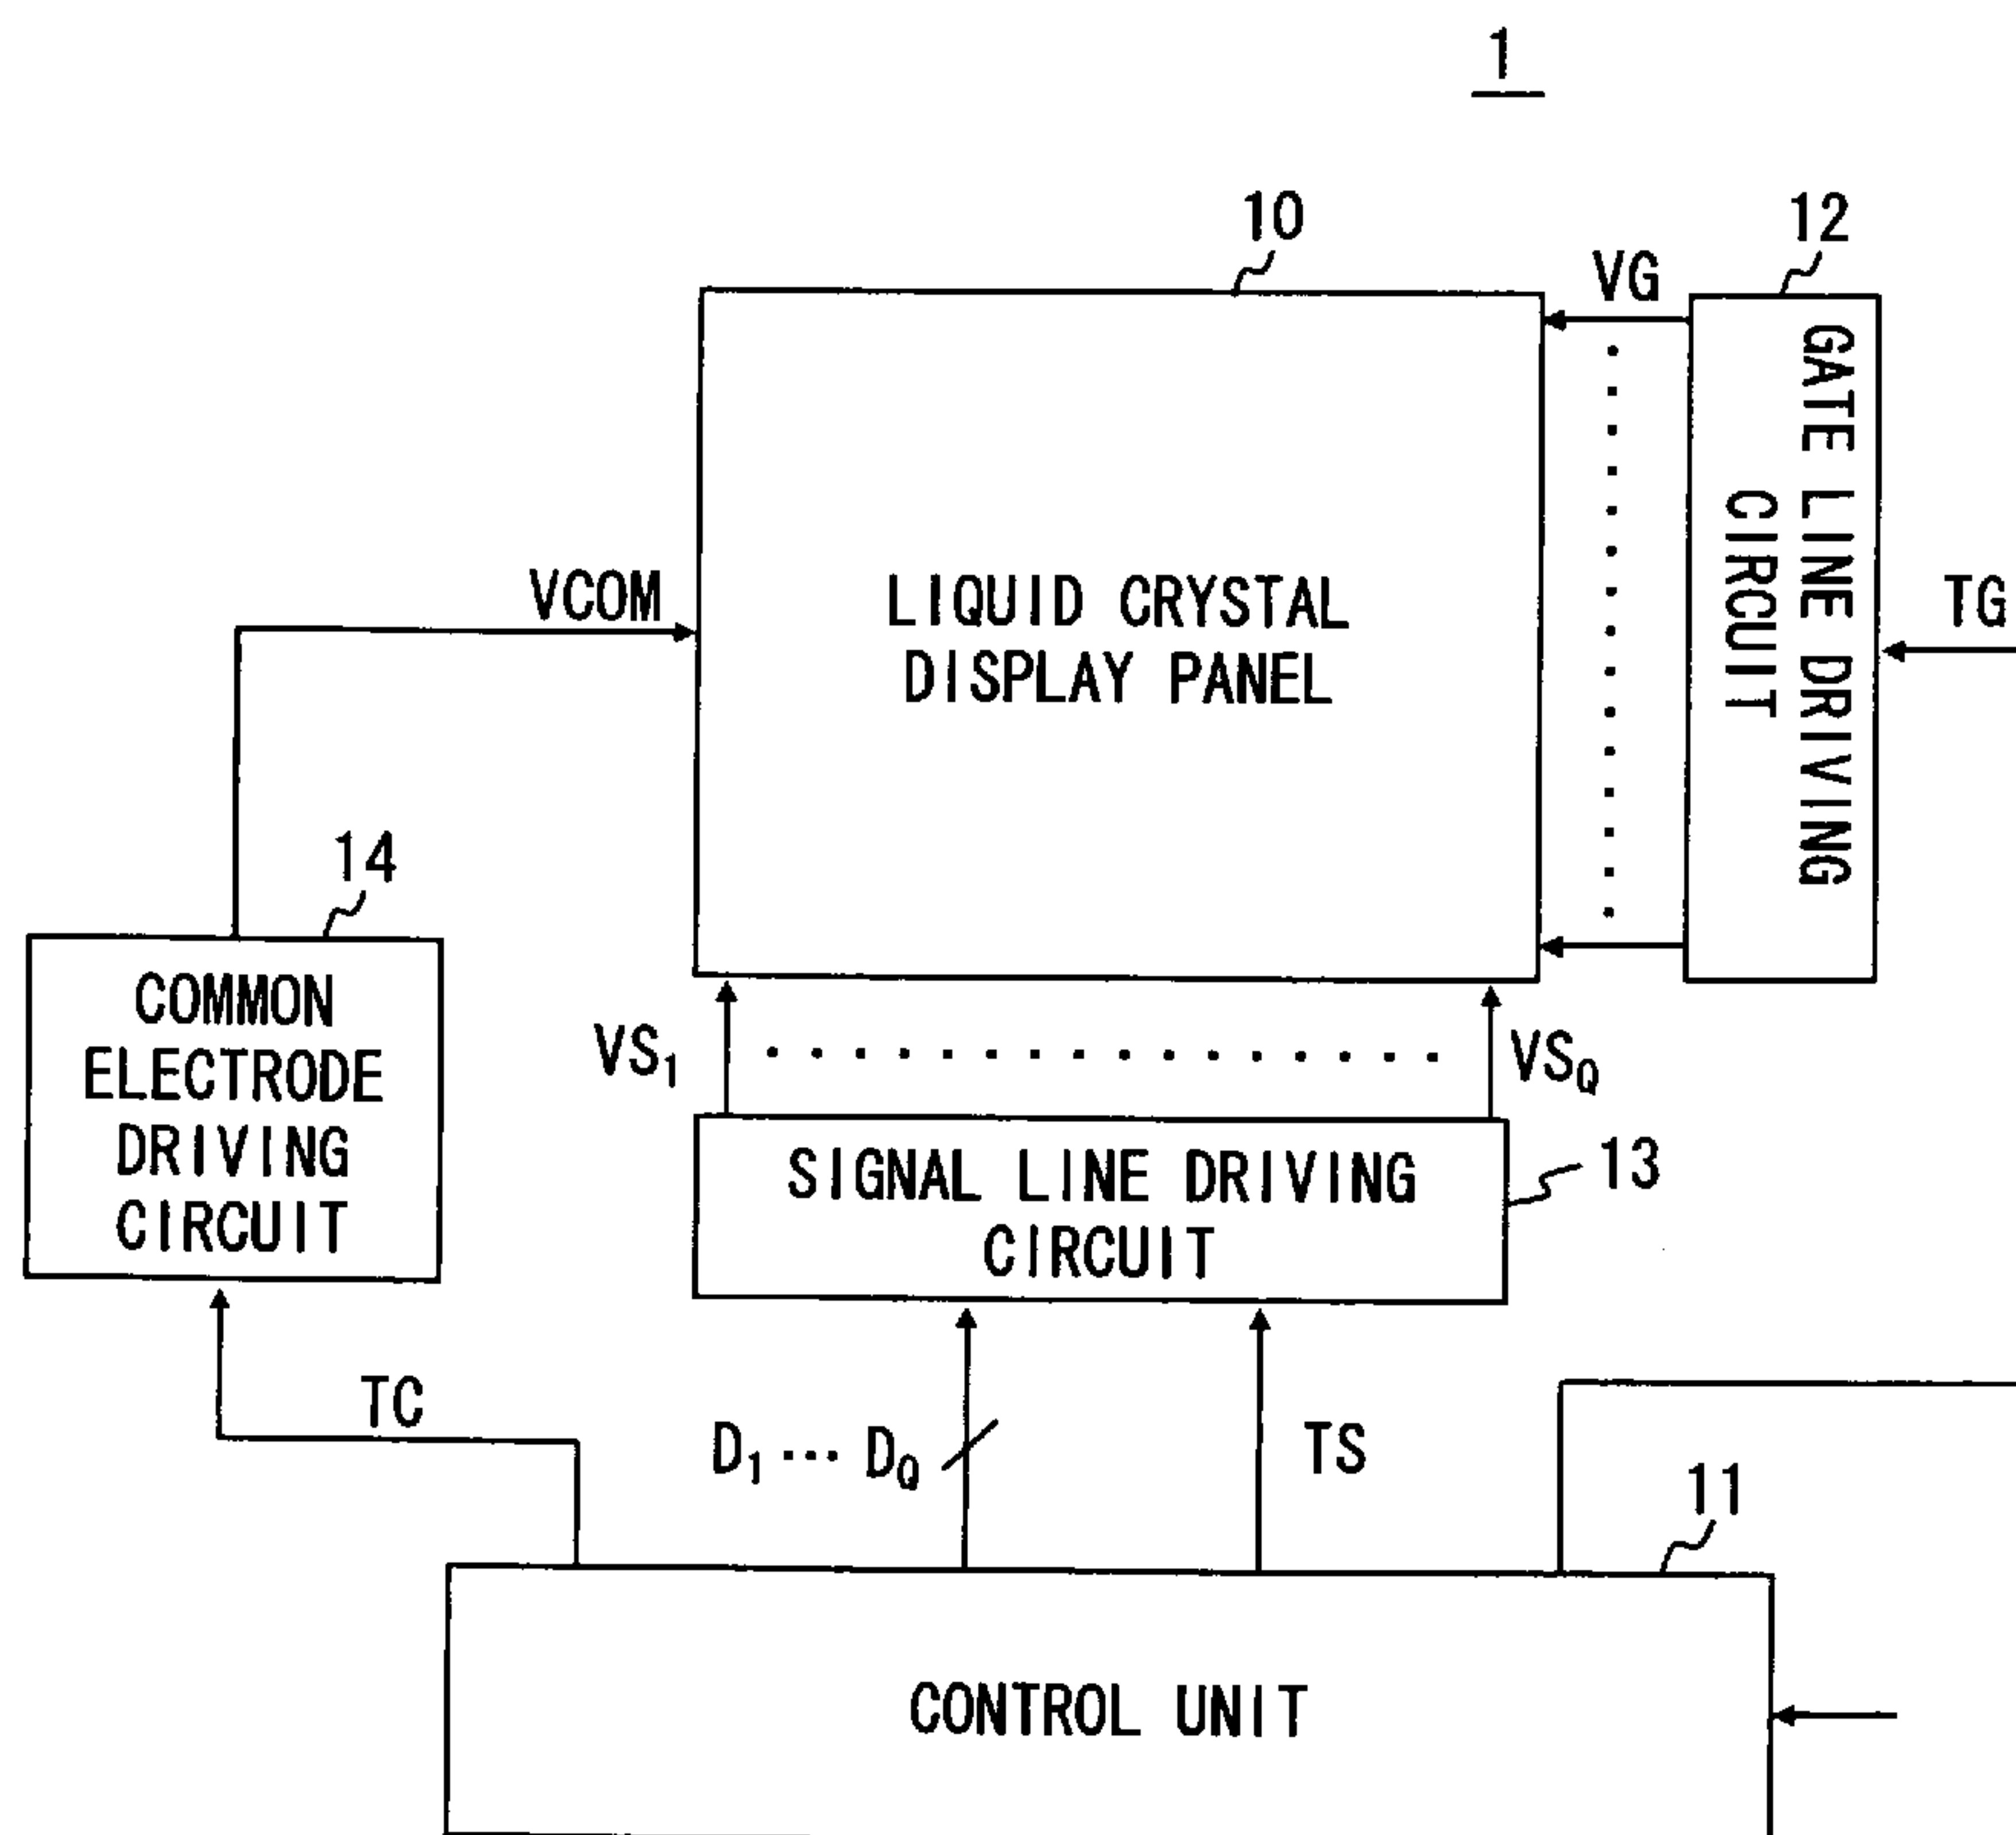 1
10
12
VG
GATE LINE DRIVING
CIRCUIT
TG
VCOM
LIQUID CRYSTAL
DISPLAY PANEL
14
COMMON
ELECTRODE
DRIVING
CIRCUIT
VS₁
VSQ
SIGNAL LINE DRIVING
CIRCUIT
13
TC
D₁ ··· DQ
TS
11
CONTROL UNIT